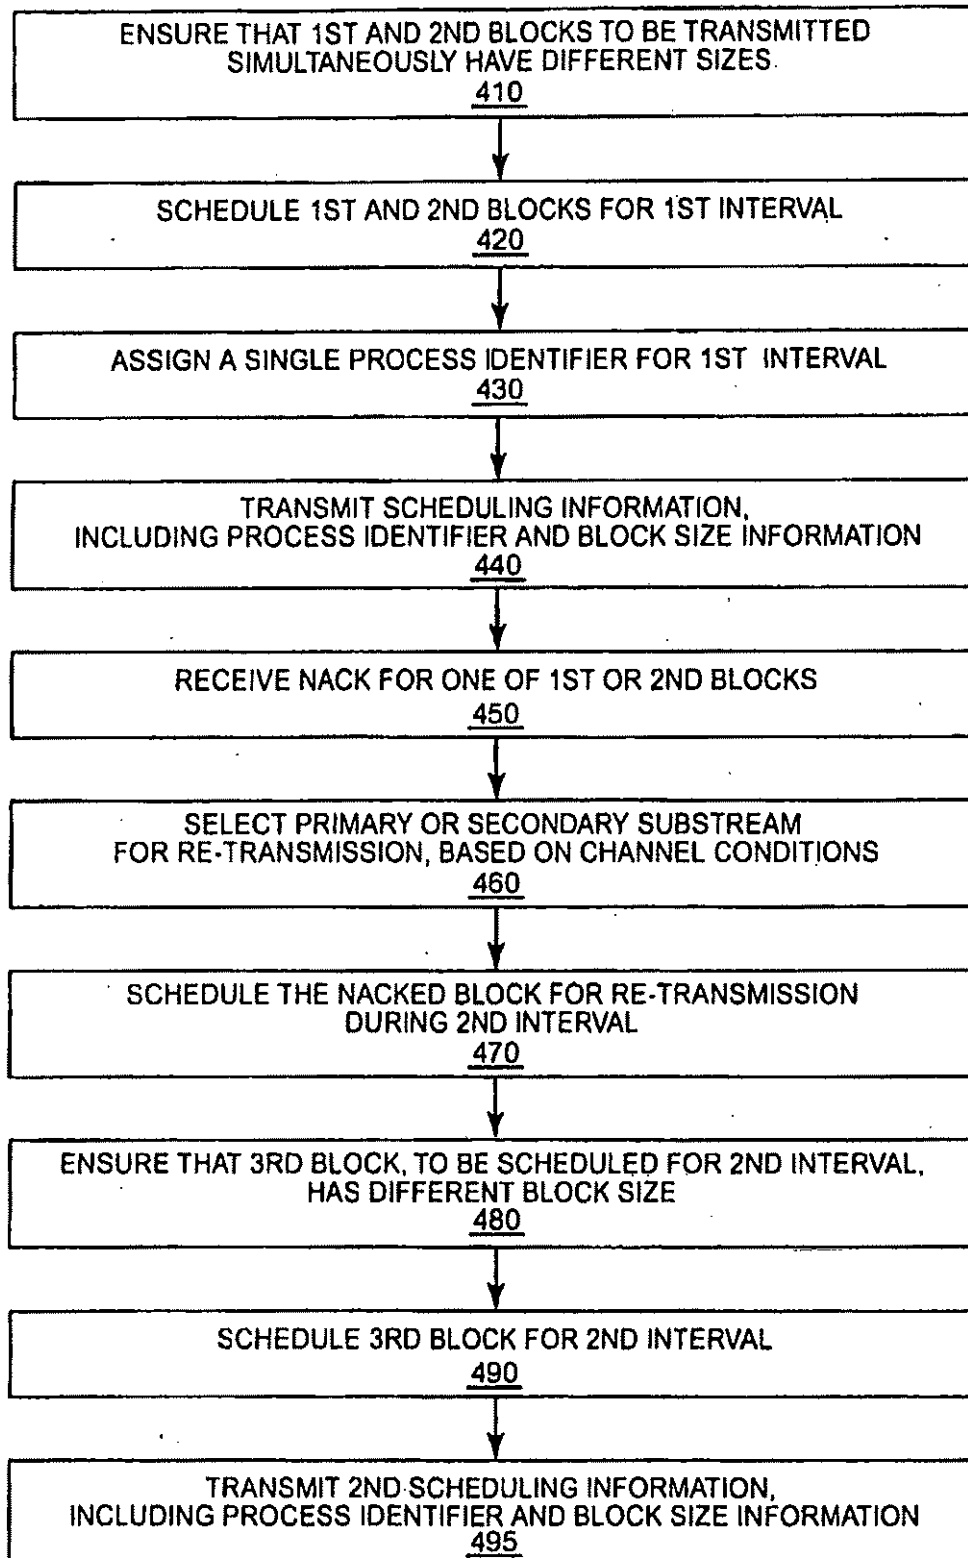 ENSURE THAT 1ST AND 2ND BLOCKS TO BE TRANSMITTED
SIMULTANEOUSLY HAVE DIFFERENT SIZES
410
SCHEDULE 1ST AND 2ND BLOCKS FOR 1ST INTERVAL
420
ASSIGN A SINGLE PROCESS IDENTIFIER FOR 1ST INTERVAL
430
TRANSMIT SCHEDULING INFORMATION,
INCLUDING PROCESS IDENTIFIER AND BLOCK SIZE INFORMATION
440
RECEIVE NACK FOR ONE OF 1ST OR 2ND BLOCKS
450
SELECT PRIMARY OR SECONDARY SUBSTREAM
FOR RE-TRANSMISSION, BASED ON CHANNEL CONDITIONS
460
SCHEDULE THE NACKED BLOCK FOR RE-TRANSMISSION
DURING 2ND INTERVAL
470
ENSURE THAT 3RD BLOCK, TO BE SCHEDULED FOR 2ND INTERVAL,
HAS DIFFERENT BLOCK SIZE
480
SCHEDULE 3RD BLOCK FOR 2ND INTERVAL
490
TRANSMIT 2ND SCHEDULING INFORMATION,
INCLUDING PROCESS IDENTIFIER AND BLOCK SIZE INFORMATION
495